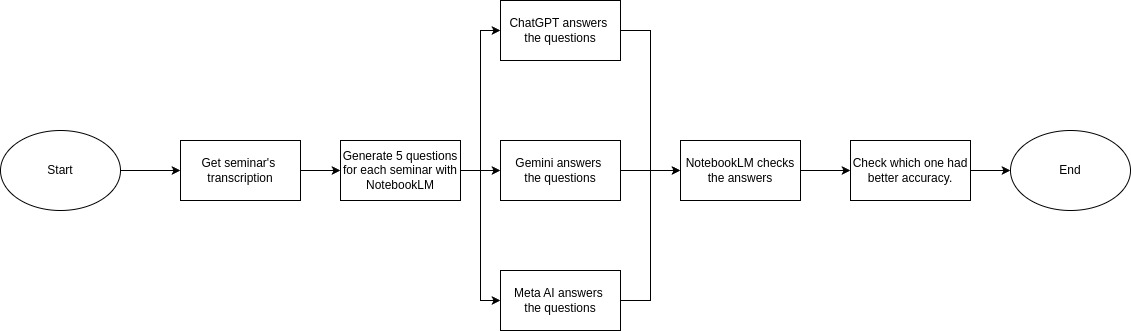 Start
Get seminar's
transcription
Generate 5 questions
for each seminar with
NotebookLM
ChatGPT answers
the questions
Gemini answers
the questions
Meta AI answers
the questions
NotebookLM checks
the answers
Check which one had
better accuracy.
End